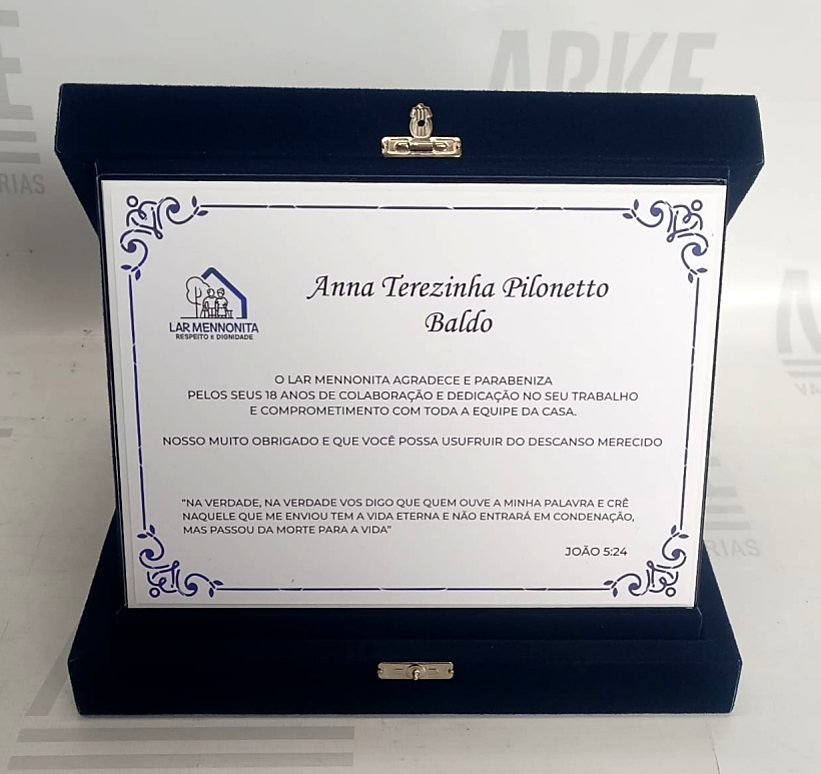 ARKE
LAR MENNONITA
RESPEITO E DIGNIDADE
Anna Terezinha Pilonetto
Baldo
O LAR MENNONITA AGRADECE E PARABENIZA
PELOS SEUS 18 ANOS DE COLABORAÇÃO E DEDICAÇÃO NO SEU TRABALHO
E COMPROMETIMENTO COM TODA A EQUIPE DA CASA.
NOSSO MUITO OBRIGADO E QUE VOCÊ POSSA USUFRUIR DO DESCANSO MERECIDO
"NA VERDADE, NA VERDADE VOS DIGO QUE QUEM OUVE A MINHA PALAVRA E CRÊ
NAQUELE QUE ME ENVIOU TEM A VIDA ETERNA E NÃO ENTRARÁ EM CONDENAÇÃO,
MAS PASSOU DA MORTE PARA A VIDA"
JOÃO 5:24